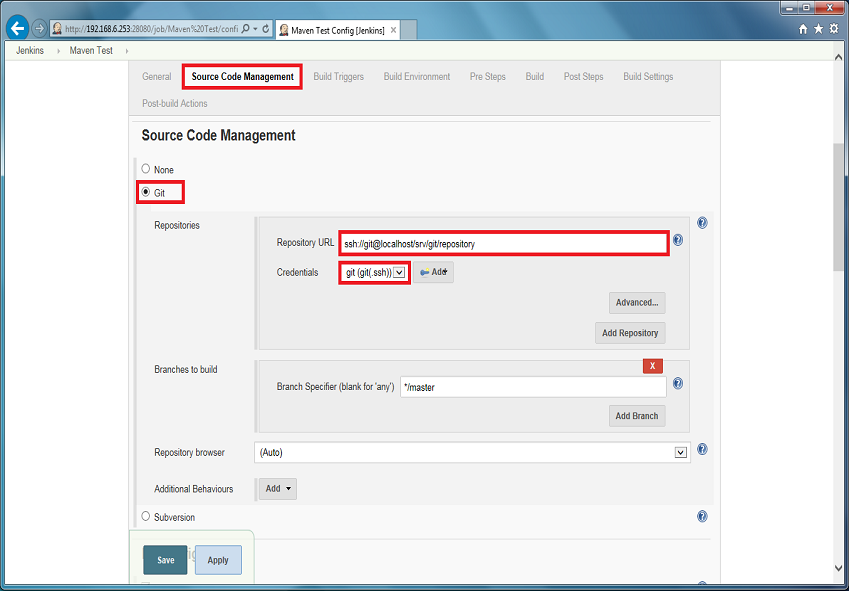 http://192.168.6.253:28080/job/Maven%20Test/confi
Maven Test Config [Jenkins]
Jenkins
Maven Test
General
Source Code Management
Build Triggers
Build Environment
Pre Steps
Build
Post Steps
Build Settings
Post-build Actions
Source Code Management
None
Git
Repositories
Repository URL
ssh://git@localhost/srv/git/repository
Credentials
git (git(.ssh))
Add
Advanced...
Add Repository
Branches to build
X
Branch Specifier (blank for 'any')
*/master
Add Branch
Repository browser
(Auto)
Additional Behaviours
Add
Subversion
Save
Apply